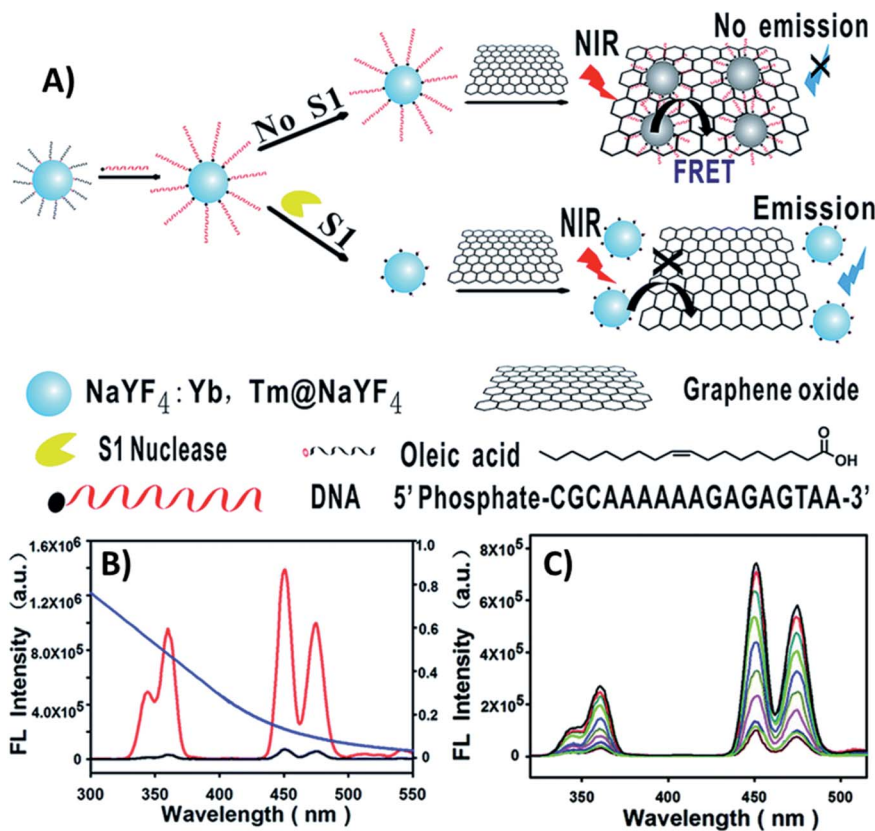 A)
No S1
NIR
No emission
FRET
S1
NIR
Emission
NaYF4: Yb, Tm@NaYF4
Graphene oxide
S1 Nuclease
Oleic acid
O
OH
DNA
5' Phosphate-CGCAAAAAAGAGAGTAA-3'
B)
FL Intensity (a.u.)
1.6X10^6
1.2X10^6
8.0X10^5
4.0X10^5
0
1.0
0.8
0.6
0.4
0.2
0
300 350 400 450 500 550
Wavelength ( nm )
C)
FL Intensity (a.u.)
8X10^5
6X10^5
4X10^5
2X10^5
0
350 400 450 500
Wavelength ( nm )